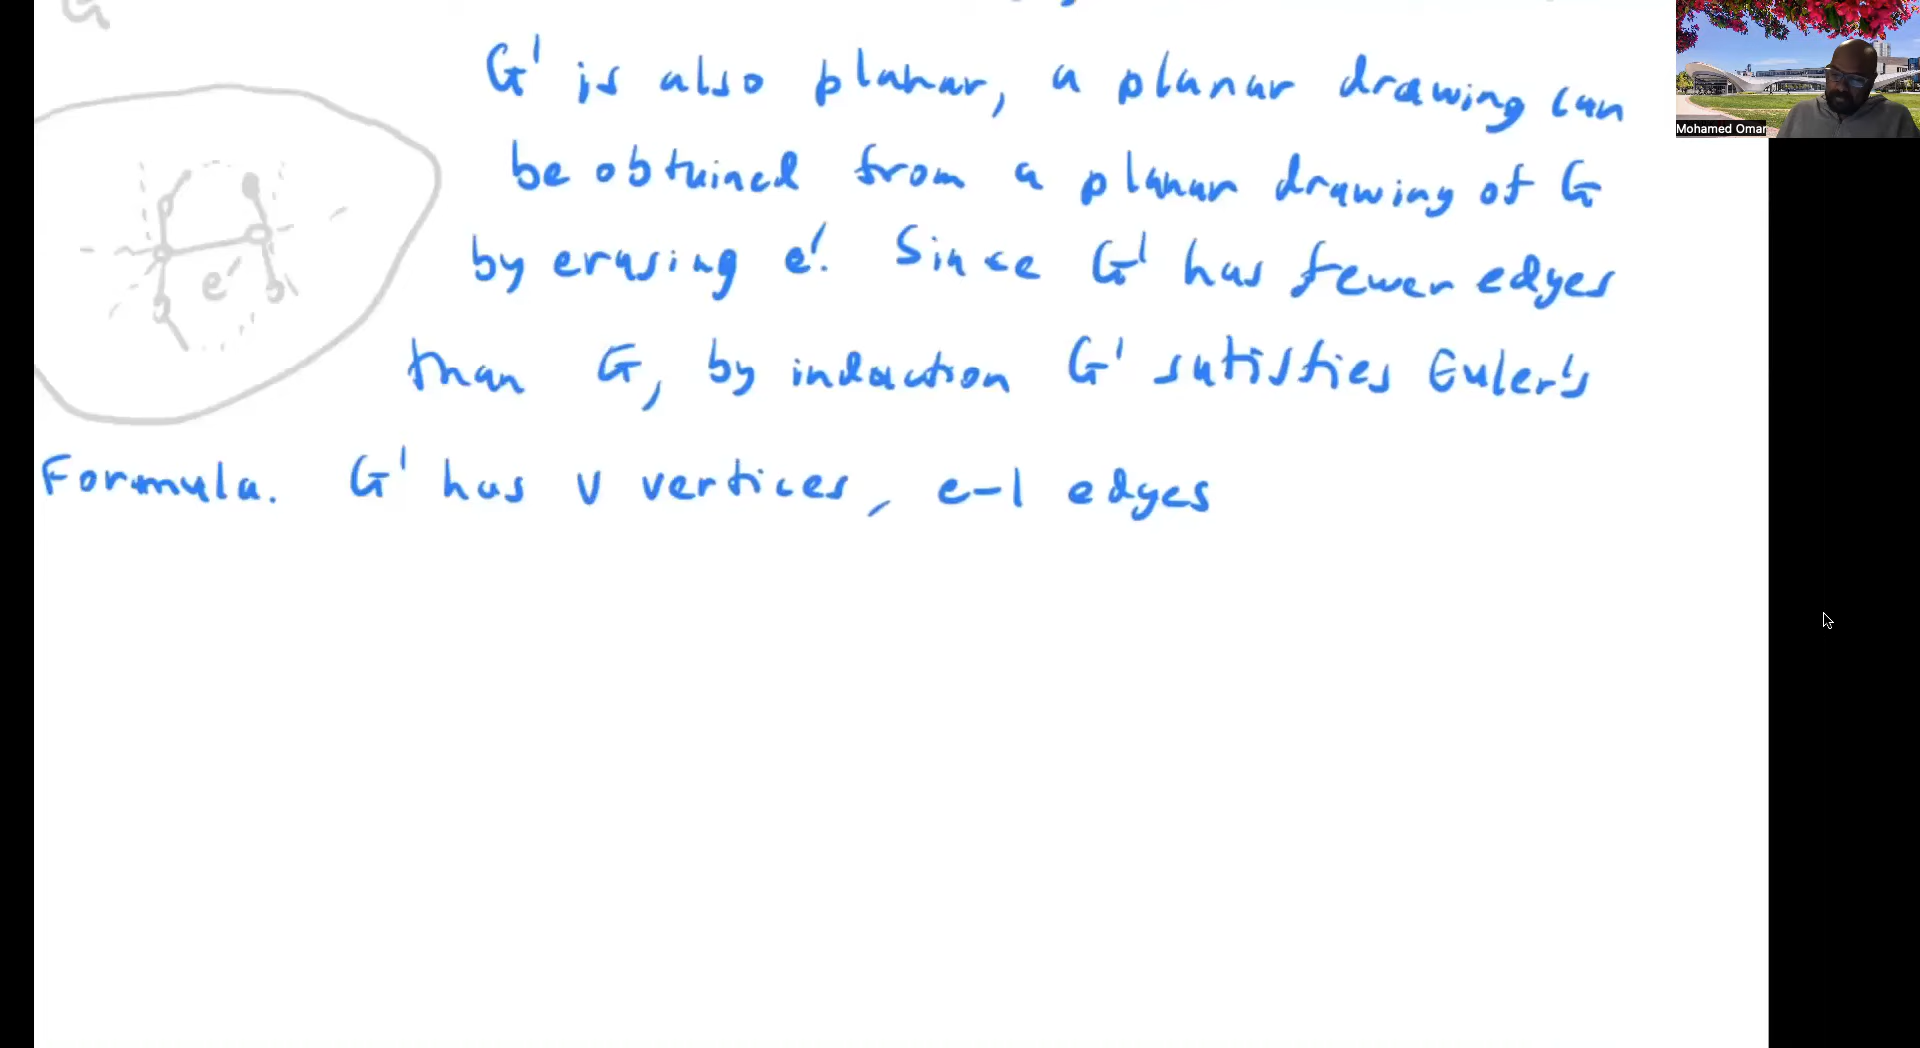 G
G' is also planar, a planar drawing can
be obtained from a planar drawing of G
by erasing e'. Since G' has fewer edges
than G, by induction G' satisfies Euler's
Formula. G' has v vertices, e-1 edges
e'
Mohamed Omar